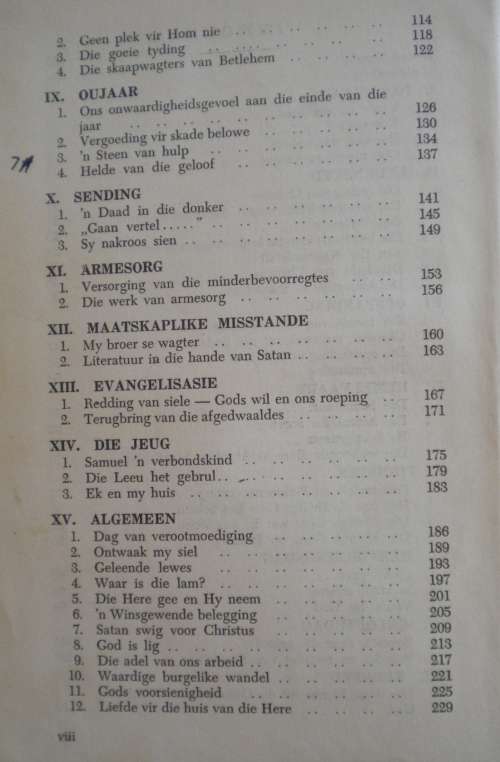 2. Geen plek vir Hom nie .. .. .. .. .. .. 114
3. Die goeie tyding .. .. .. .. .. .. 118
4. Die skaapwagters van Betlehem .. .. .. .. 122
IX. OUJAAR
1. Ons onwaardigheidsgevoel aan die einde van die
jaar .. .. .. .. .. .. .. .. 126
2. Vergoeding vir skade belowe .. .. .. .. 130
3. 'n Steen van hulp .. .. .. .. .. .. 134
4. Helde van die geloof .. .. .. .. .. 137
X. SENDING
1. 'n Daad in die donker .. .. .. .. .. 141
2. „Gaan vertel....." .. .. .. .. .. .. 145
3. Sy nakroos sien .. .. .. .. .. .. 149
XI. ARMESORG
1. Versorging van die minderbevoorregtes .. .. 153
2. Die werk van armesorg .. .. .. .. .. 156
XII. MAATSKAPLIKE MISSTANDE
1. My broer se wagter .. .. .. .. .. 160
2. Literatuur in die hande van Satan .. .. .. .. 163
XIII. EVANGELISASIE
1. Redding van siele — Gods wil en ons roeping .. .. 167
2. Terugbring van die afgedwaaldes .. .. .. .. 171
XIV. DIE JEUG
1. Samuel 'n verbondskind .. .. .. .. .. 175
2. Die Leeu het gebrul .. .. .. .. .. .. 179
3. Ek en my huis .. .. .. .. .. .. 183
XV. ALGEMEEN
1. Dag van verootmoediging .. .. .. .. .. 186
2. Ontwaak my siel .. .. .. .. .. .. 189
3. Geleende lewes .. .. .. .. .. .. 193
4. Waar is die lam? .. .. .. .. .. .. 197
5. Die Here gee en Hy neem .. .. .. .. 201
6. 'n Winsgewende belegging .. .. .. .. 205
7. Satan swig voor Christus .. .. .. .. 209
8. God is lig .. .. .. .. .. .. .. 213
9. Die adel van ons arbeid .. .. .. .. .. 217
10. Waardige burgelike wandel .. .. .. .. .. 221
11. Gods voorsienigheid .. .. .. .. .. 225
12. Liefde vir die huis van die Here .. .. .. .. 229
viii